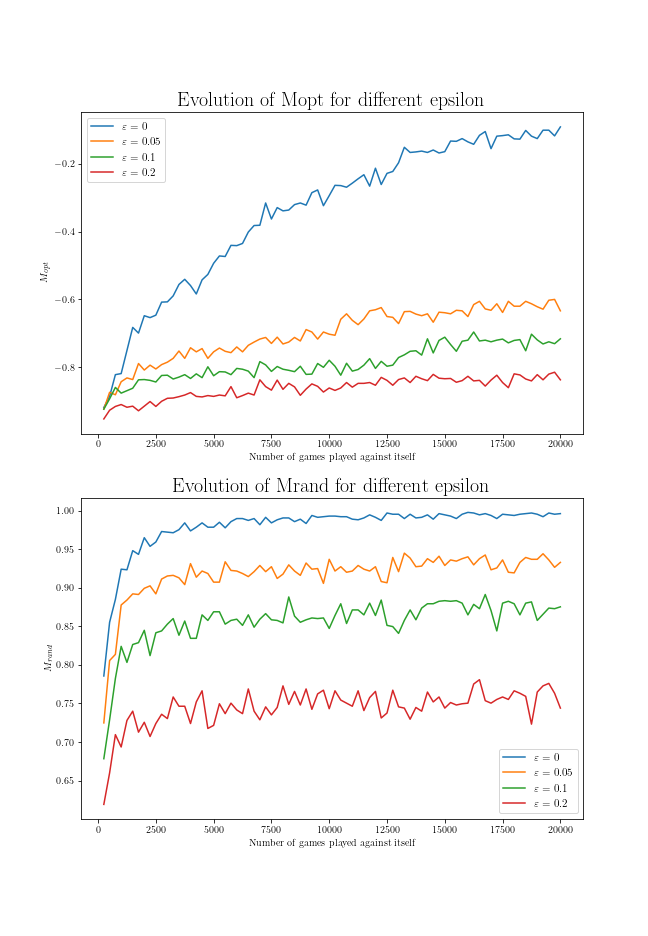 Evolution of Mopt for different epsilon
ε = 0
ε = 0.05
ε = 0.1
ε = 0.2
−0.2
−0.4
−0.6
−0.8
M_opt
0 2500 5000 7500 10000 12500 15000 17500 20000
Number of games played against itself
Evolution of Mrand for different epsilon
1.00
0.95
0.90
0.85
0.80
0.75
0.70
0.65
M_rand
ε = 0
ε = 0.05
ε = 0.1
ε = 0.2
0 2500 5000 7500 10000 12500 15000 17500 20000
Number of games played against itself